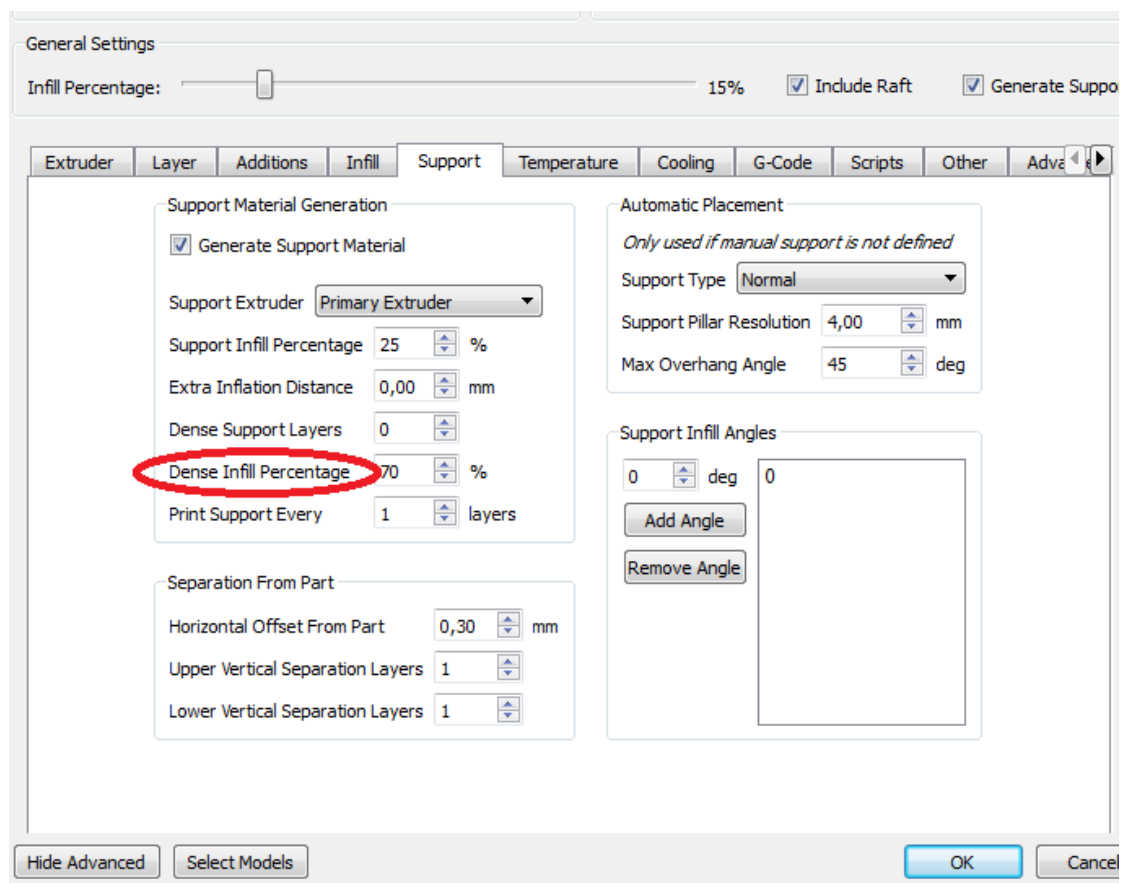 General Settings
Infill Percentage: 15% Include Raft Generate Suppo
Extruder Layer Additions Infill Support Temperature Cooling G-Code Scripts Other Adva
Support Material Generation
Generate Support Material
Support Extruder Primary Extruder
Support Infill Percentage 25 %
Extra Inflation Distance 0,00 mm
Dense Support Layers 0
Dense Infill Percentage 70 %
Print Support Every 1 layers
Separation From Part
Horizontal Offset From Part 0,30 mm
Upper Vertical Separation Layers 1
Lower Vertical Separation Layers 1
Automatic Placement
Only used if manual support is not defined
Support Type Normal
Support Pillar Resolution 4,00 mm
Max Overhang Angle 45 deg
Support Infill Angles
0 deg 0
Add Angle
Remove Angle
Hide Advanced Select Models OK Cancel